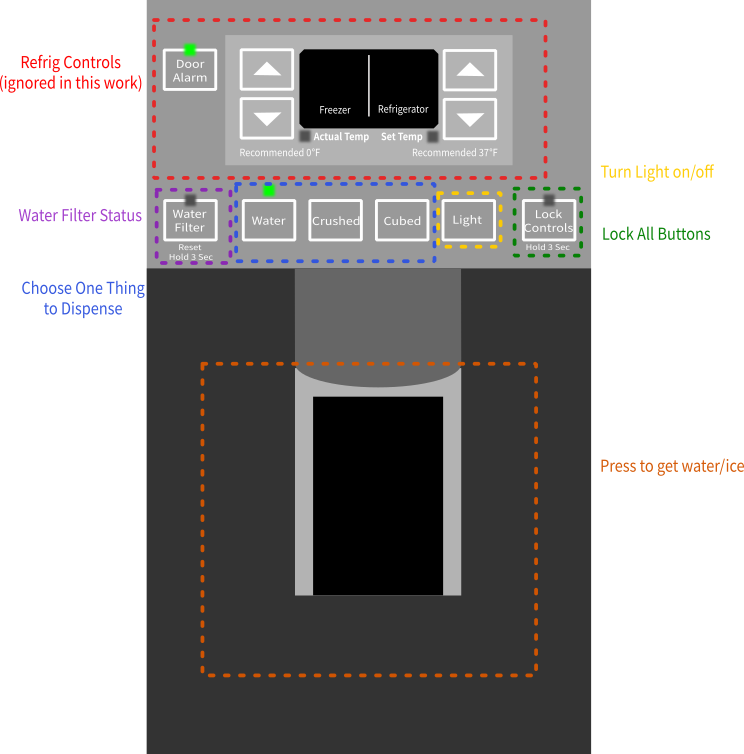 Refrig Controls
(ignored in this work)
Door
Alarm
Freezer
Refrigerator
Actual Temp
Set Temp
Recommended 0°F
Recommended 37°F
Turn Light on/off
Water Filter Status
Water
Filter
Reset
Hold 3 Sec
Water
Crushed
Cubed
Light
Lock
Controls
Hold 3 Sec
Lock All Buttons
Choose One Thing
to Dispense
Press to get water/ice